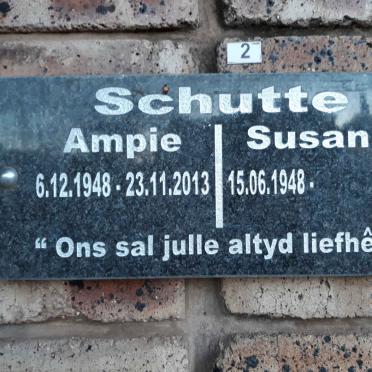 2
Schutte
Ampie Susan
6.12.1948 - 23.11.2013 15.06.1948 -
“ Ons sal julle altyd liefhê